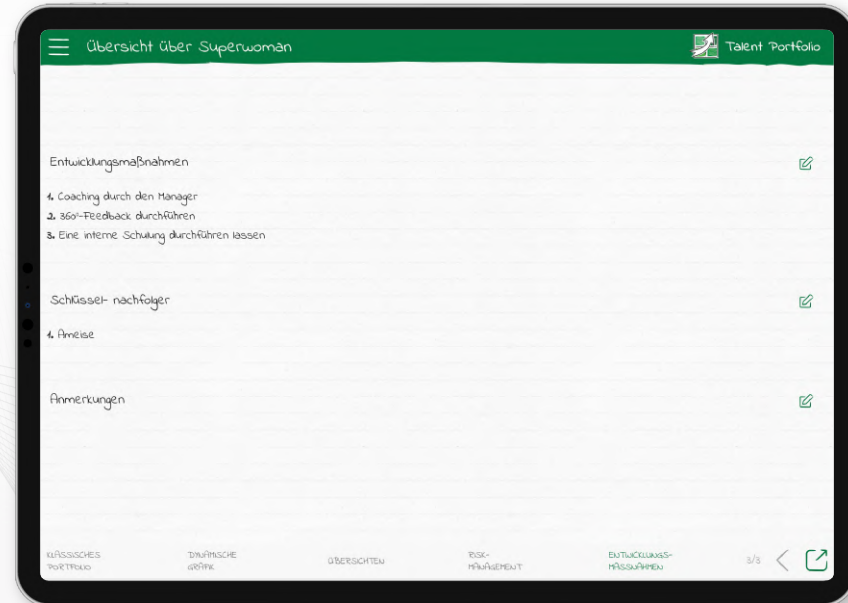 Übersicht über Superwoman
Talent Portfolio
Entwicklungsmaßnahmen
1. Coaching durch den Manager
2. 360°-Feedback durchführen
3. Eine interne Schulung durchführen lassen
Schlüssel- nachfolger
1. Ameise
Anmerkungen
KLASSISCHES
PORTFOLIO
DYNAMISCHE
GRAFIK
ÜBERSICHTEN
RISK-
MANAGEMENT
ENTWICKLUNGS-
MASSNAHMEN
3/3